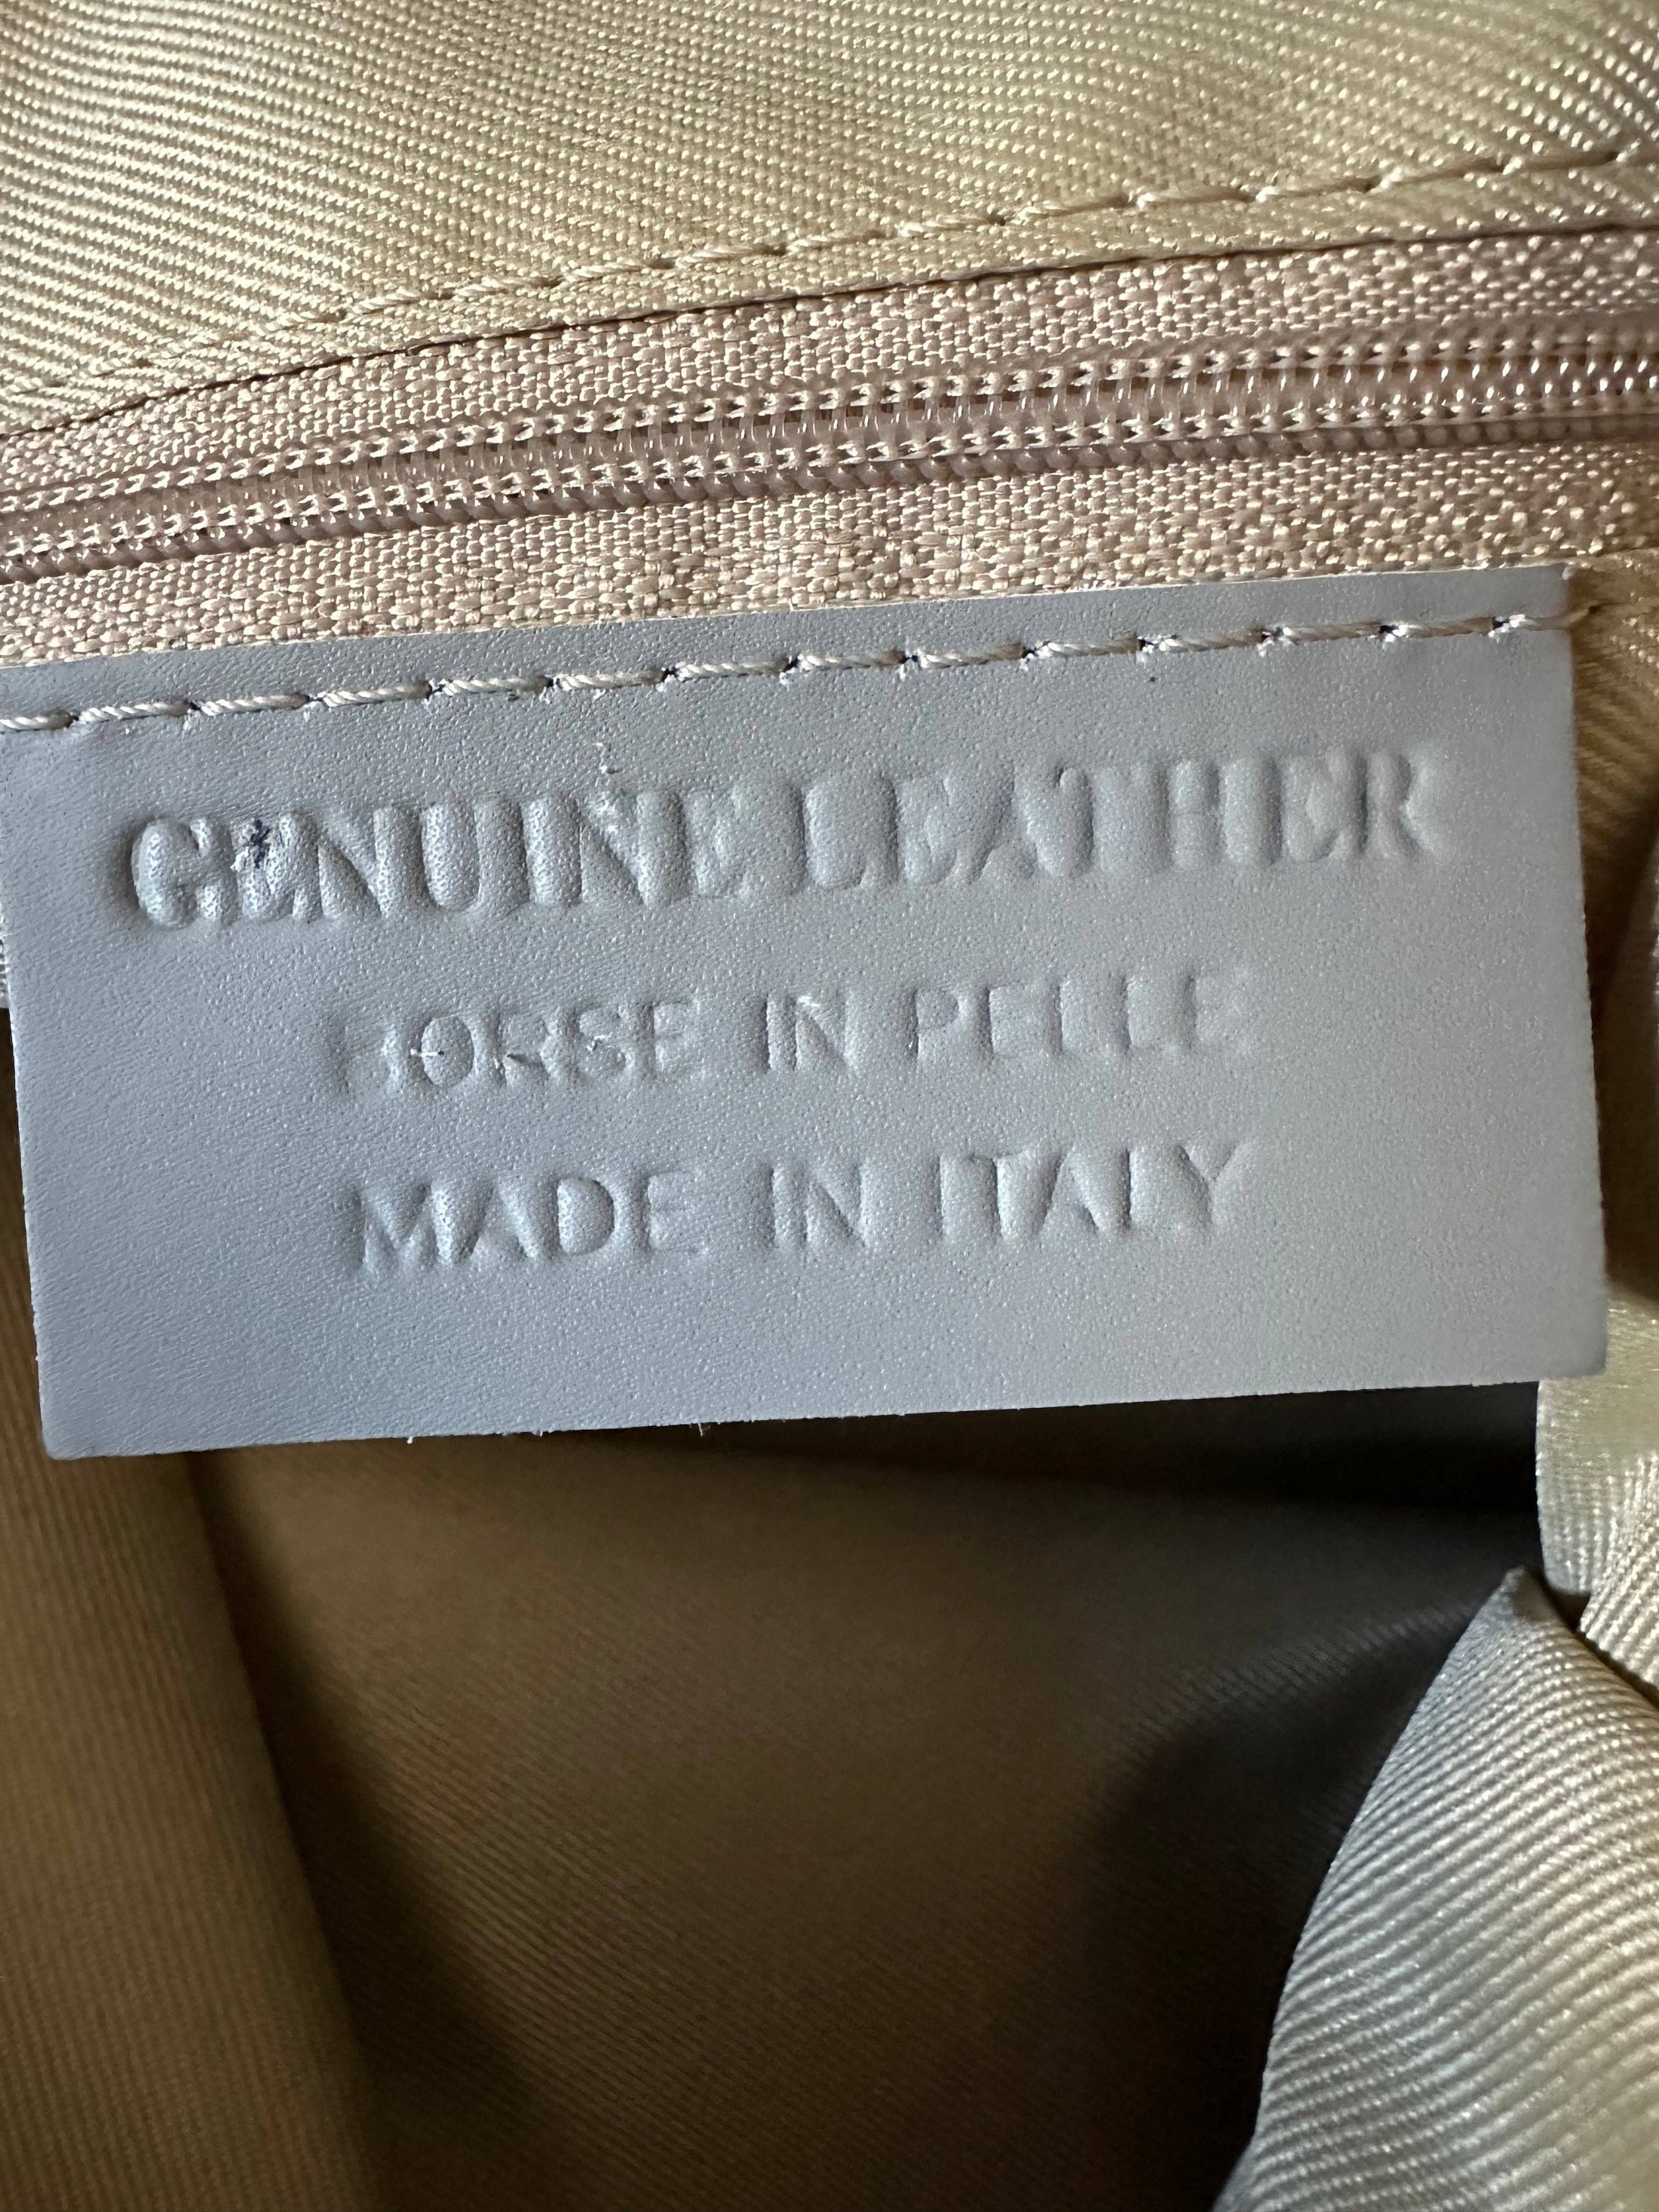 GENUINE LEATHER
BORSE IN PELLE
MADE IN ITALY